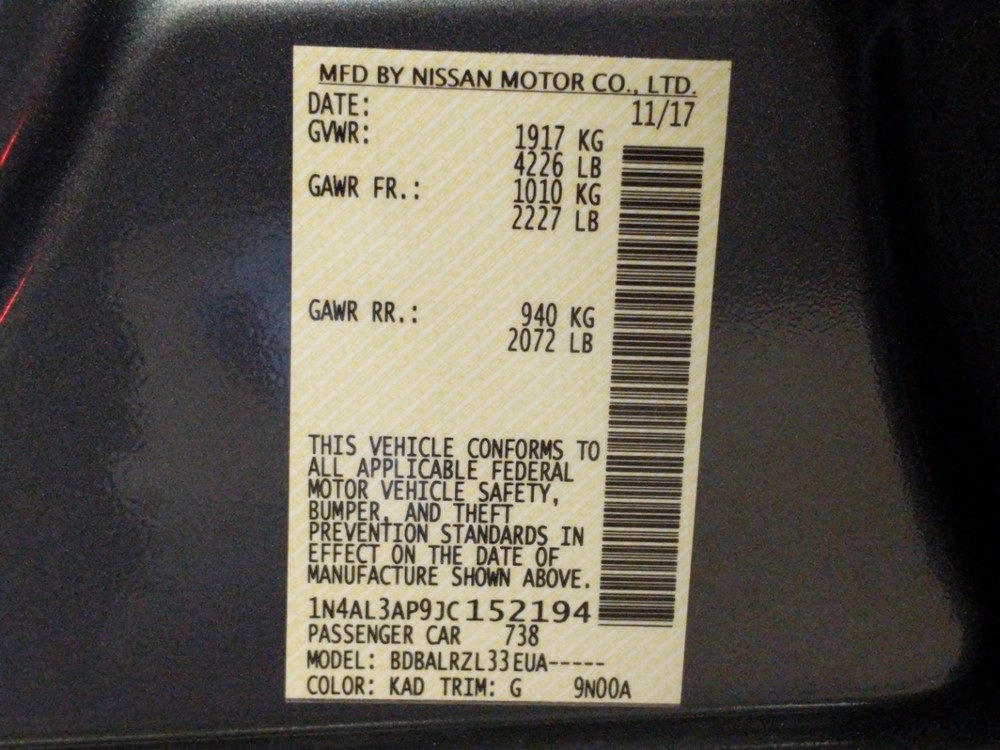 MFD BY NISSAN MOTOR CO., LTD.
DATE: 11/17
GVWR: 1917 KG
4226 LB
GAWR FR.: 1010 KG
2227 LB
GAWR RR.: 940 KG
2072 LB
THIS VEHICLE CONFORMS TO
ALL APPLICABLE FEDERAL
MOTOR VEHICLE SAFETY,
BUMPER, AND THEFT
PREVENTION STANDARDS IN
EFFECT ON THE DATE OF
MANUFACTURE SHOWN ABOVE.
1N4AL3AP9JC152194
PASSENGER CAR 738
MODEL: BDBALRZL33EUA-----
COLOR: KAD TRIM: G 9N00A